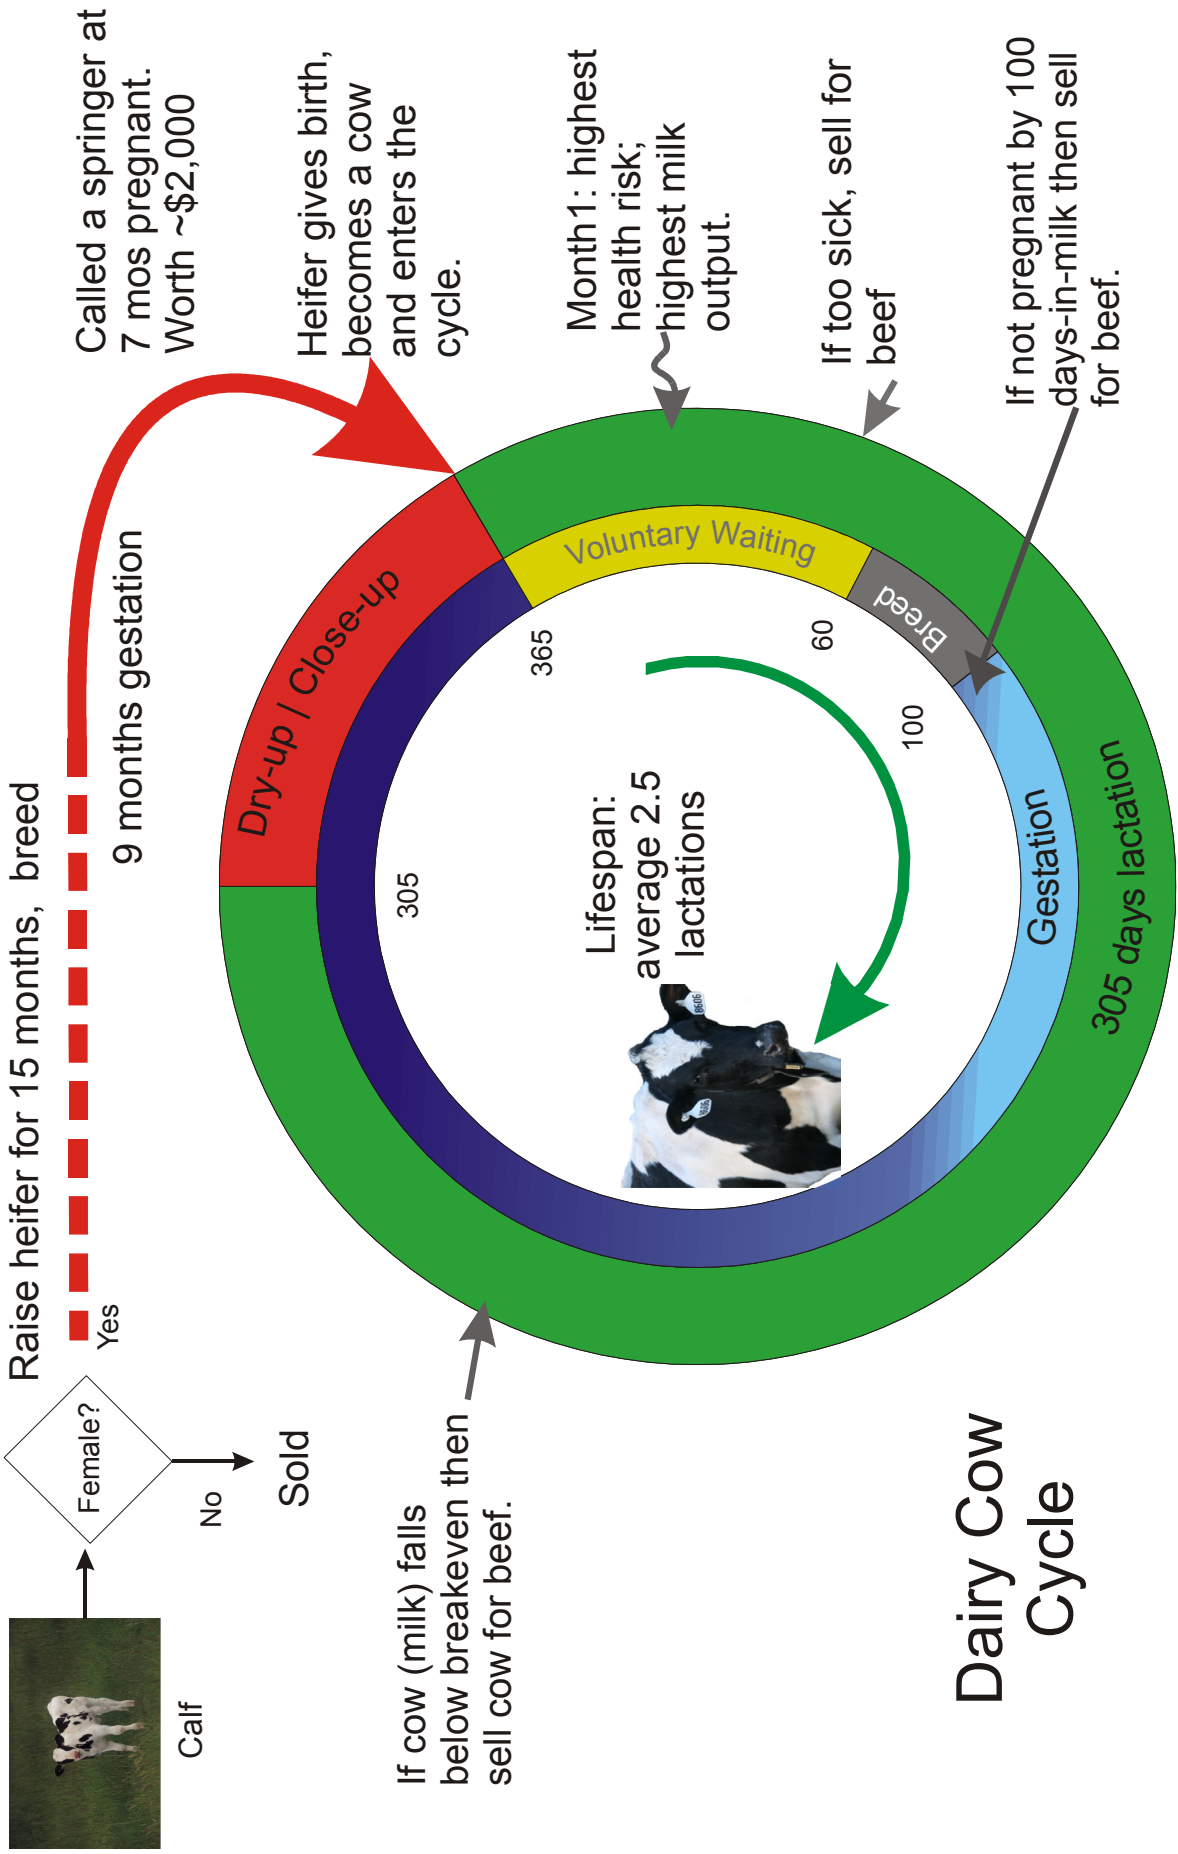 Calf
Female?
Yes
No
Sold
Raise heifer for 15 months, breed
9 months gestation
Called a springer at
7 mos pregnant.
Worth ~$2,000
Heifer gives birth,
becomes a cow
and enters the
cycle.
Month1: highest
health risk;
highest milk
output.
If too sick, sell for
beef
If not pregnant by 100
days-in-milk then sell
for beef.
If cow (milk) falls
below breakeven then
sell cow for beef.
Dry-up | Close-up
Voluntary Waiting
Breed
Gestation
305 days lactation
365
60
100
305
Lifespan:
average 2.5
lactations
8606
8606
Dairy Cow
Cycle